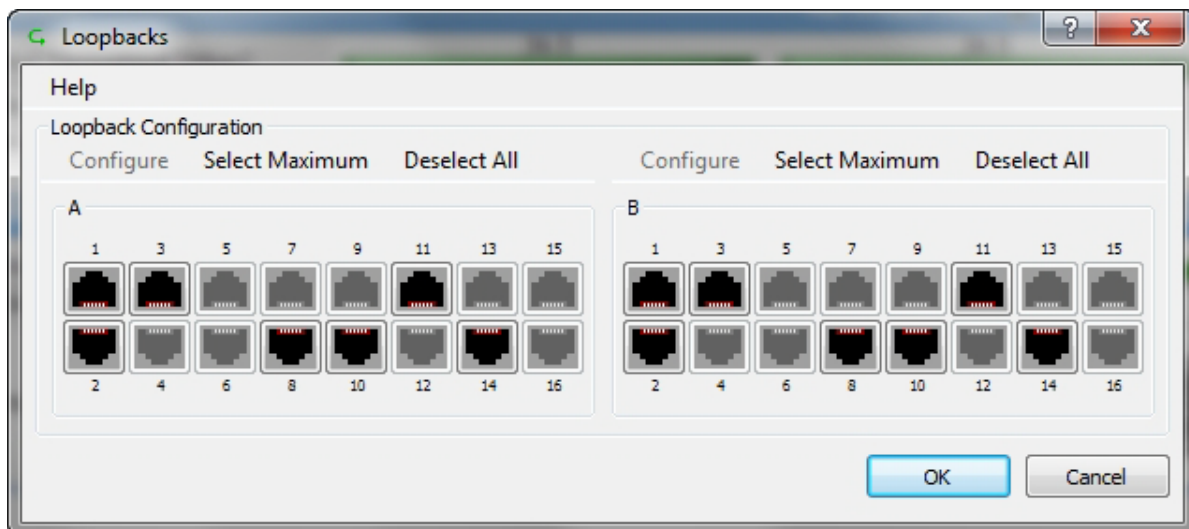 Loopbacks
?
X
Help
Loopback Configuration
Configure Select Maximum Deselect All Configure Select Maximum Deselect All
A B
1 3 5 7 9 11 13 15 1 3 5 7 9 11 13 15
2 4 6 8 10 12 14 16 2 4 6 8 10 12 14 16
OK Cancel